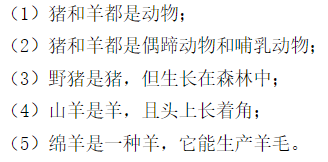 （1）猪和羊都是动物；
（2）猪和羊都是偶蹄动物和哺乳动物；
（3）野猪是猪，但生长在森林中；
（4）山羊是羊，且头上长着角；
（5）绵羊是一种羊，它能生产羊毛。